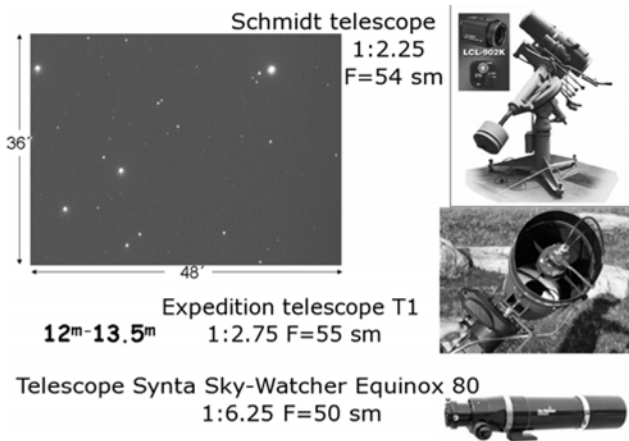 Schmidt telescope
1:2.25
F=54 sm
LCL-902K
36′
48′
Expedition telescope T1
12ᵐ-13.5ᵐ 1:2.75 F=55 sm
Telescope Synta Sky-Watcher Equinox 80
1:6.25 F=50 sm